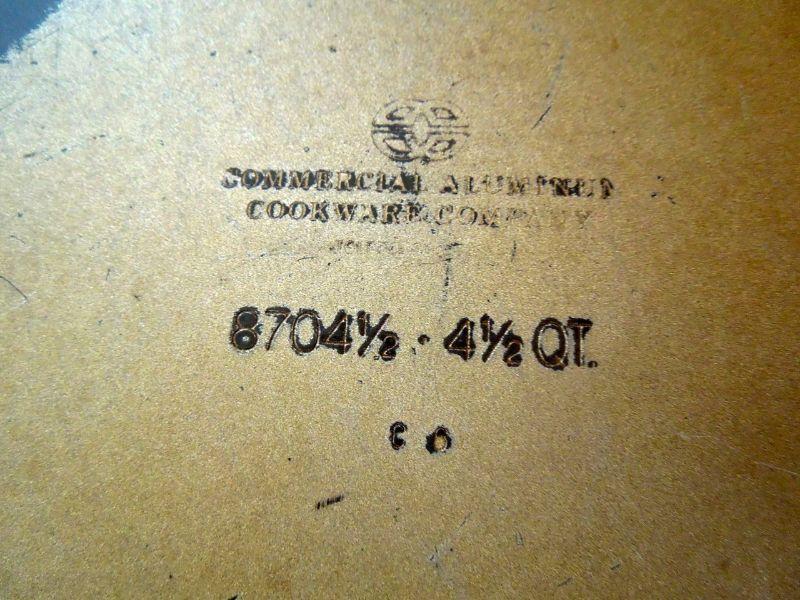 COMMERCIAL ALUMINUM
COOKWARE COMPANY
8704½ · 4½ QT.